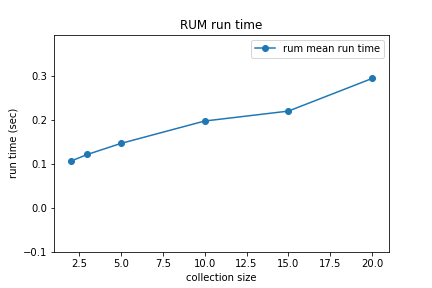 RUM run time
rum mean run time
run time (sec)
0.3
0.2
0.1
0.0
−0.1
2.5 5.0 7.5 10.0 12.5 15.0 17.5 20.0
collection size